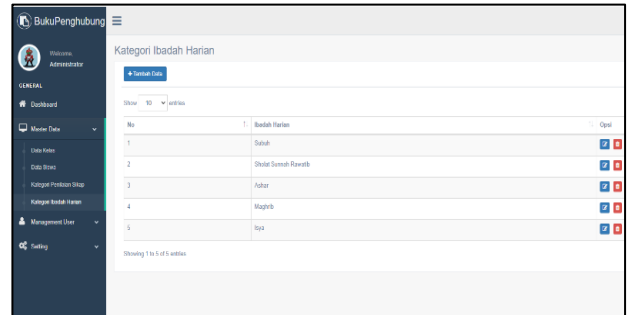 BukuPenghubung
Welcome,
Administrator
GENERAL
Dashboard
Master Data
Data Kelas
Data Siswa
Kategori Penilaian Sikap
Kategori Ibadah Harian
Management User
Setting
Kategori Ibadah Harian
+ Tambah Data
Show 10 entries
No Ibadah Harian Opsi
1 Subuh
2 Sholat Sunnah Rawatib
3 Ashar
4 Maghrib
5 Isya
Showing 1 to 5 of 5 entries